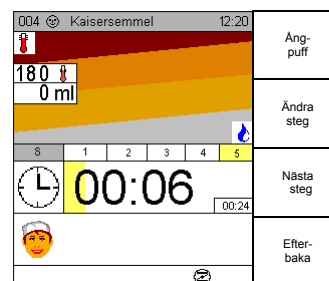 004 Kaisersemmel 12:20
180
0 ml
S 1 2 3 4 5
00:06
00:24
Ång-
puff
Ändra
steg
Nästa
steg
Efter-
baka